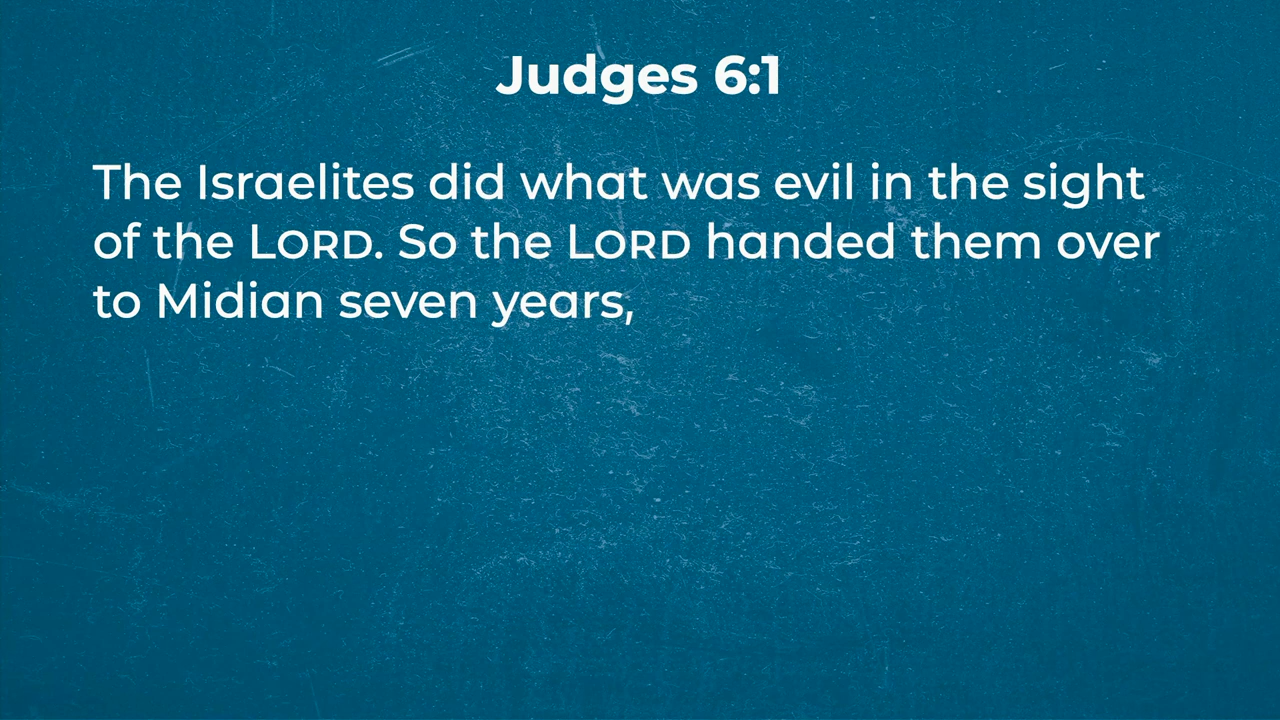 Judges 6:1
The Israelites did what was evil in the sight
of the LORD. So the LORD handed them over
to Midian seven years,